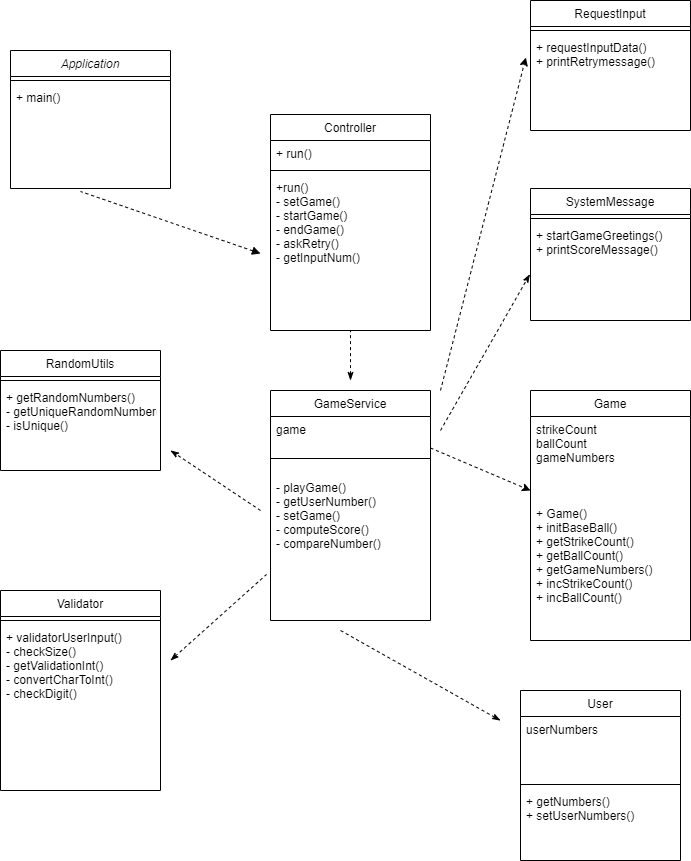 RequestInput
+ requestInputData()
+ printRetrymessage()
Application
+ main()
Controller
+ run()
+run()
- setGame()
- startGame()
- endGame()
- askRetry()
- getInputNum()
SystemMessage
+ startGameGreetings()
+ printScoreMessage()
RandomUtils
+ getRandomNumbers()
- getUniqueRandomNumber
- isUnique()
GameService
game
- playGame()
- getUserNumber()
- setGame()
- computeScore()
- compareNumber()
Game
strikeCount
ballCount
gameNumbers
+ Game()
+ initBaseBall()
+ getStrikeCount()
+ getBallCount()
+ getGameNumbers()
+ incStrikeCount()
+ incBallCount()
Validator
+ validatorUserInput()
- checkSize()
- getValidationInt()
- convertCharToInt()
- checkDigit()
User
userNumbers
+ getNumbers()
+ setUserNumbers()